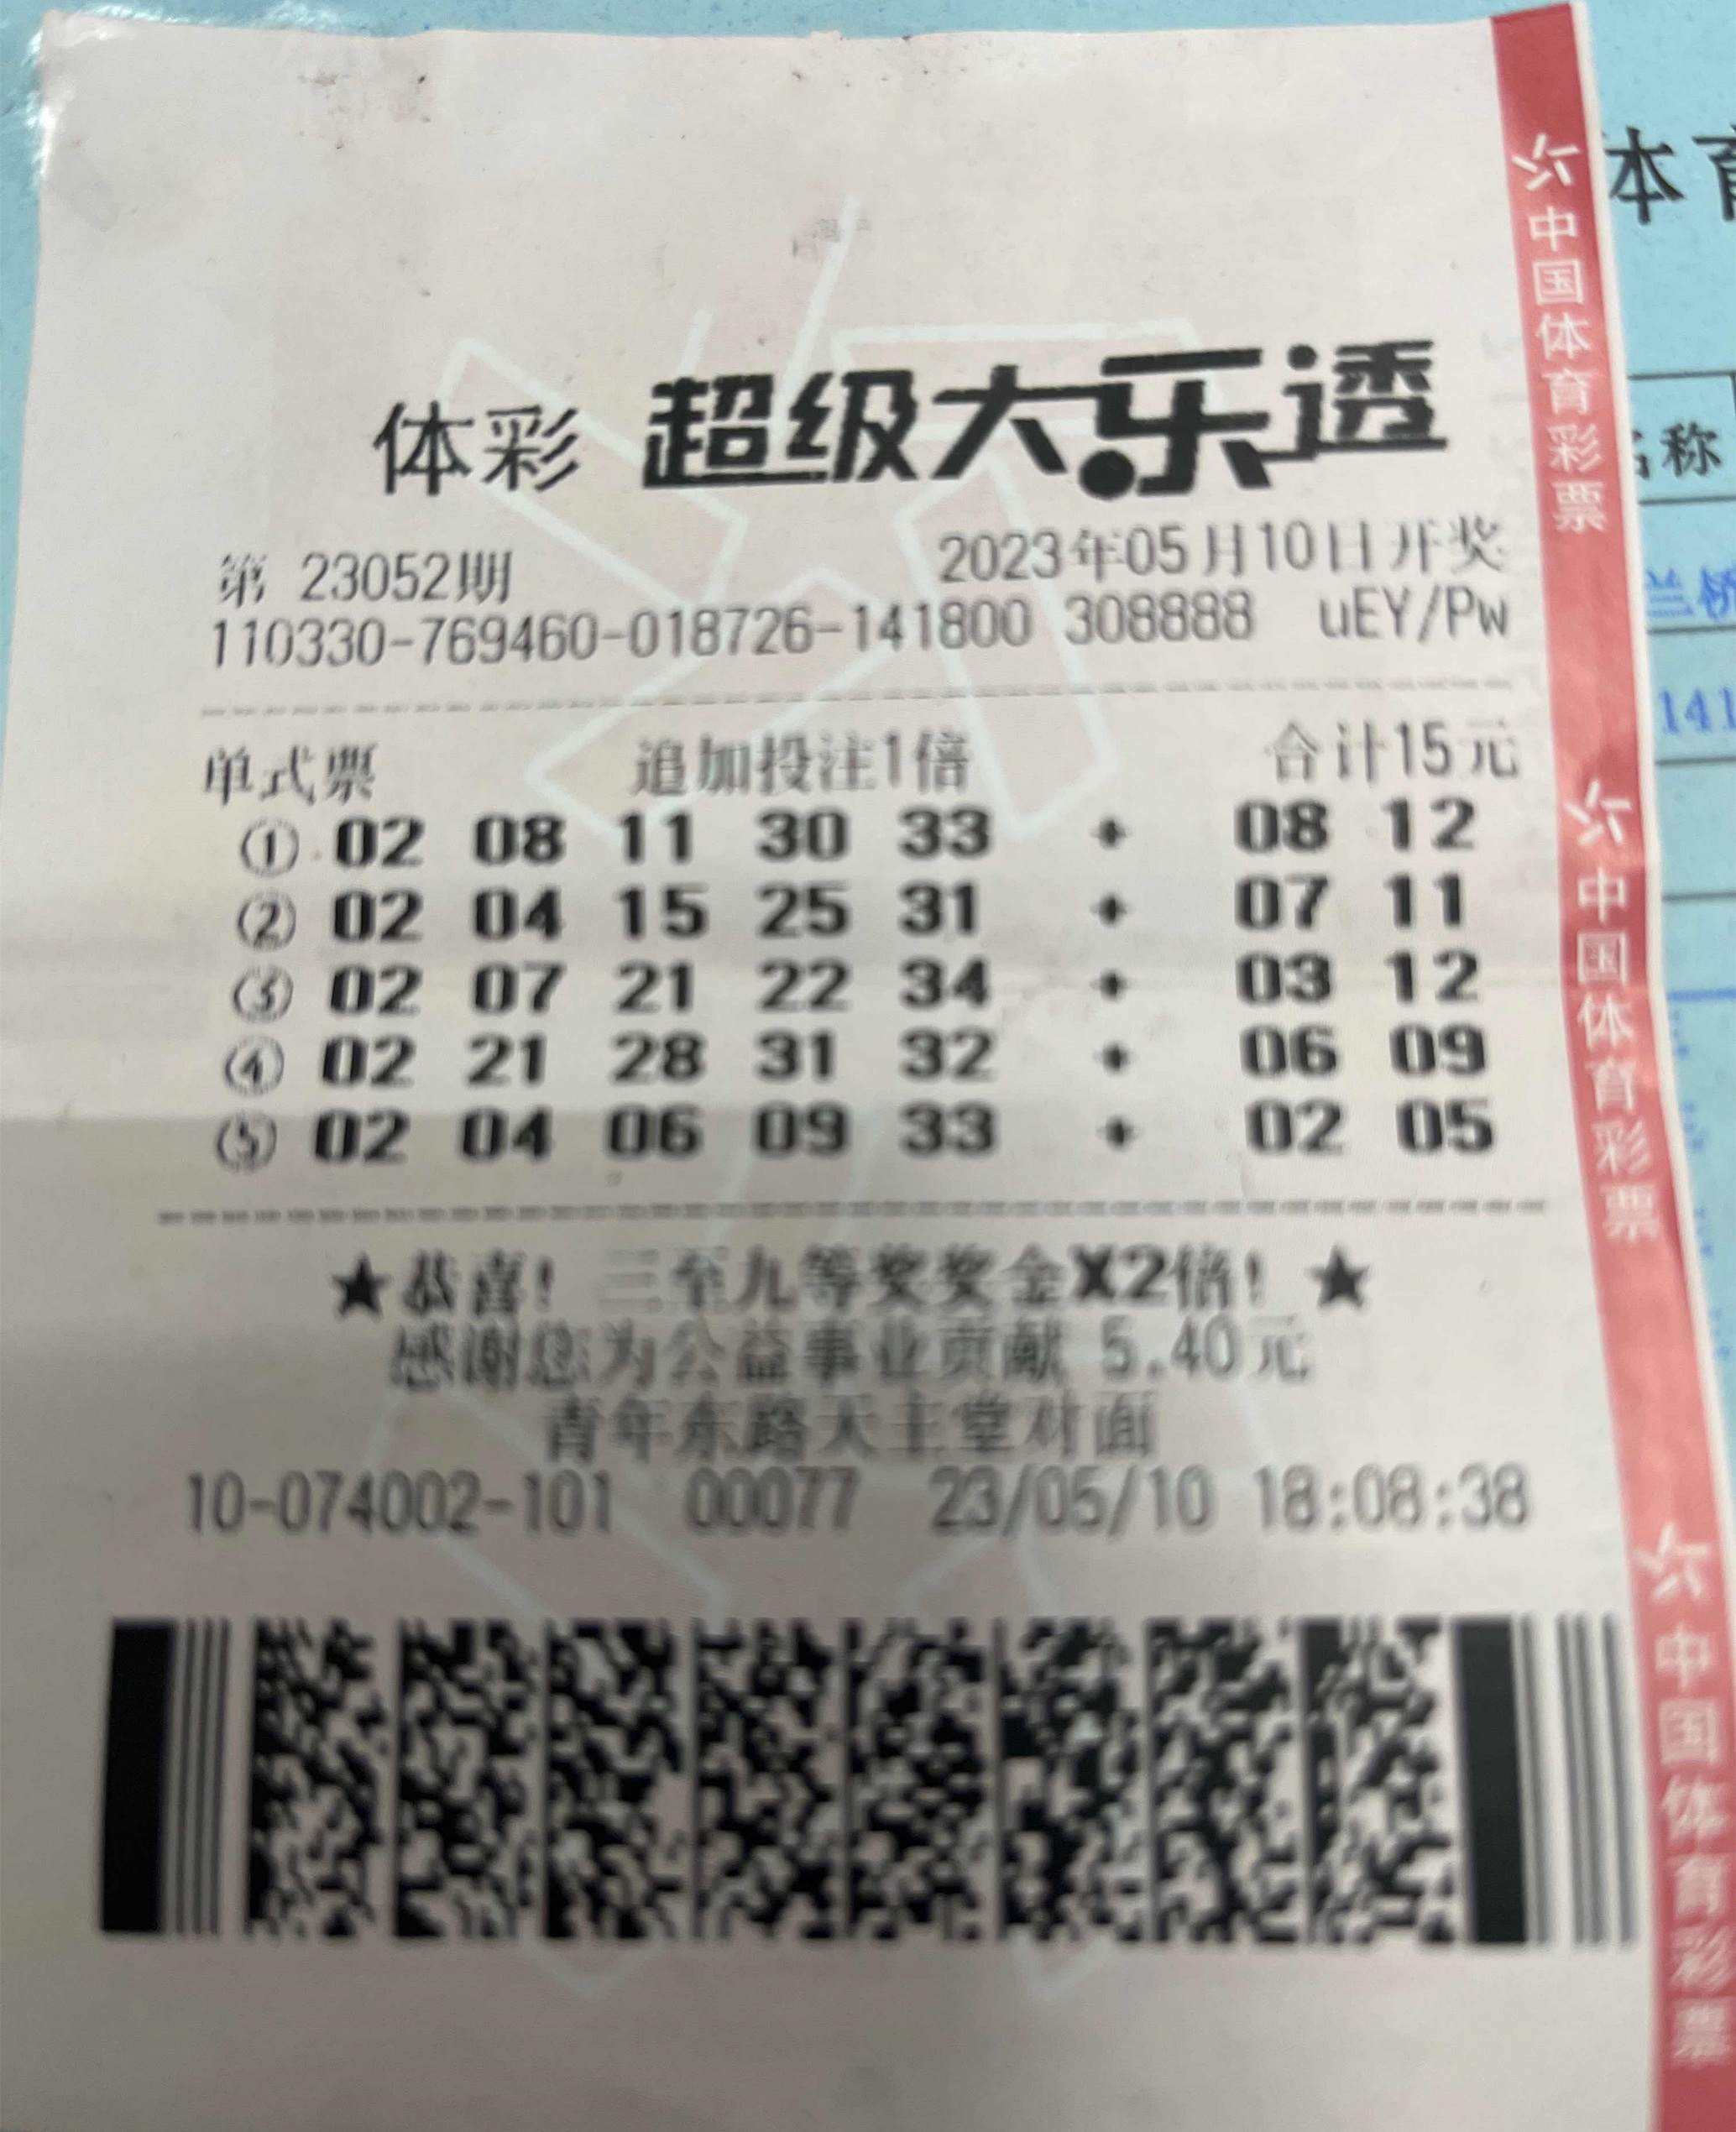 体彩 超级大乐透
第 23052期 2023年05月10日开奖
110330-769460-018726-141800 308888 uEY/Pw
单式票 追加投注1倍 合计15元
① 02 08 11 30 33 + 08 12
② 02 04 15 25 31 + 07 11
③ 02 07 21 22 34 + 03 12
④ 02 21 28 31 32 + 06 09
⑤ 02 04 06 09 33 + 02 05
★恭喜! 三至九等奖奖金X2倍! ★
感谢您为公益事业贡献 5.40元
青年东路天主堂对面
10-074002-101 00077 23/05/10 18:08:38
中国体育彩票
中国体育彩票
中国体育彩票
体育
名称
兰桥
141